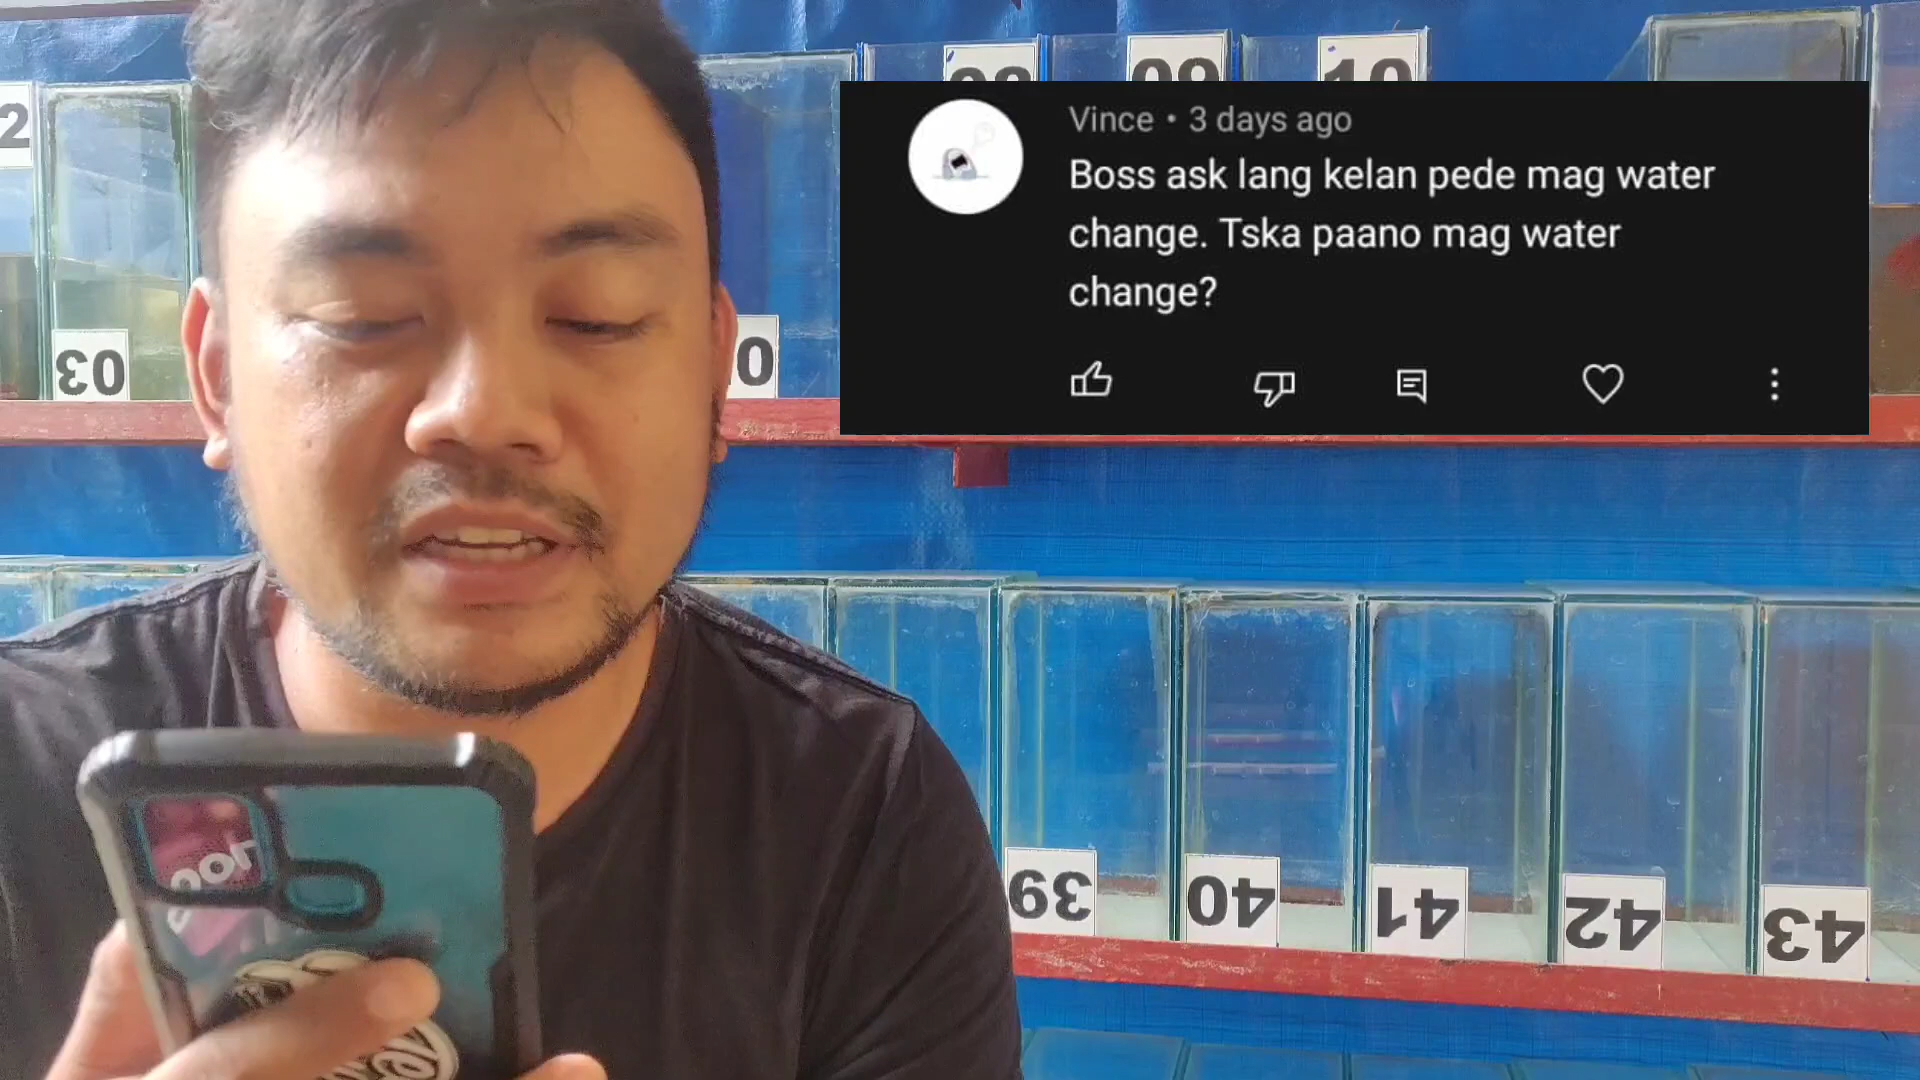 Vince • 3 days ago
Boss ask lang kelan pede mag water
change. Tska paano mag water
change?
03
39
40
41
42
43